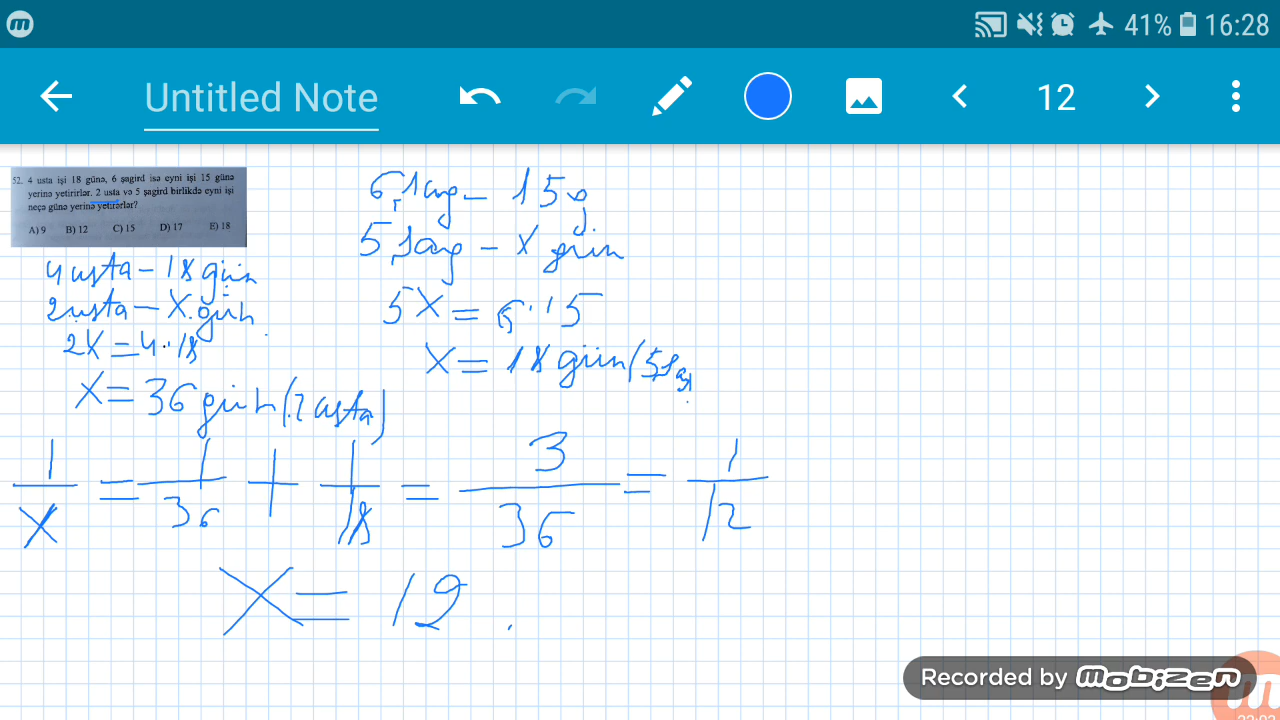 41% 16:28
Untitled Note 12
52. 4 usta işi 18 günə, 6 şagird isə eyni işi 15 günə
yerinə yetirirlər. 2 usta və 5 şagird birlikdə eyni işi
neçə günə yerinə yetirərlər?
A) 9 B) 12 C) 15 D) 17 E) 18
4 usta – 18 gün
2 usta – X gün
2X = 4 · 18
X = 36 gün (2 usta)
6 şag – 15 g
5 şag – X gün
5X = 6 · 15
X = 18 gün (5 şag
1/X = 1/36 + 1/18 = 3/36 = 1/12
X = 12.
Recorded by mobizen